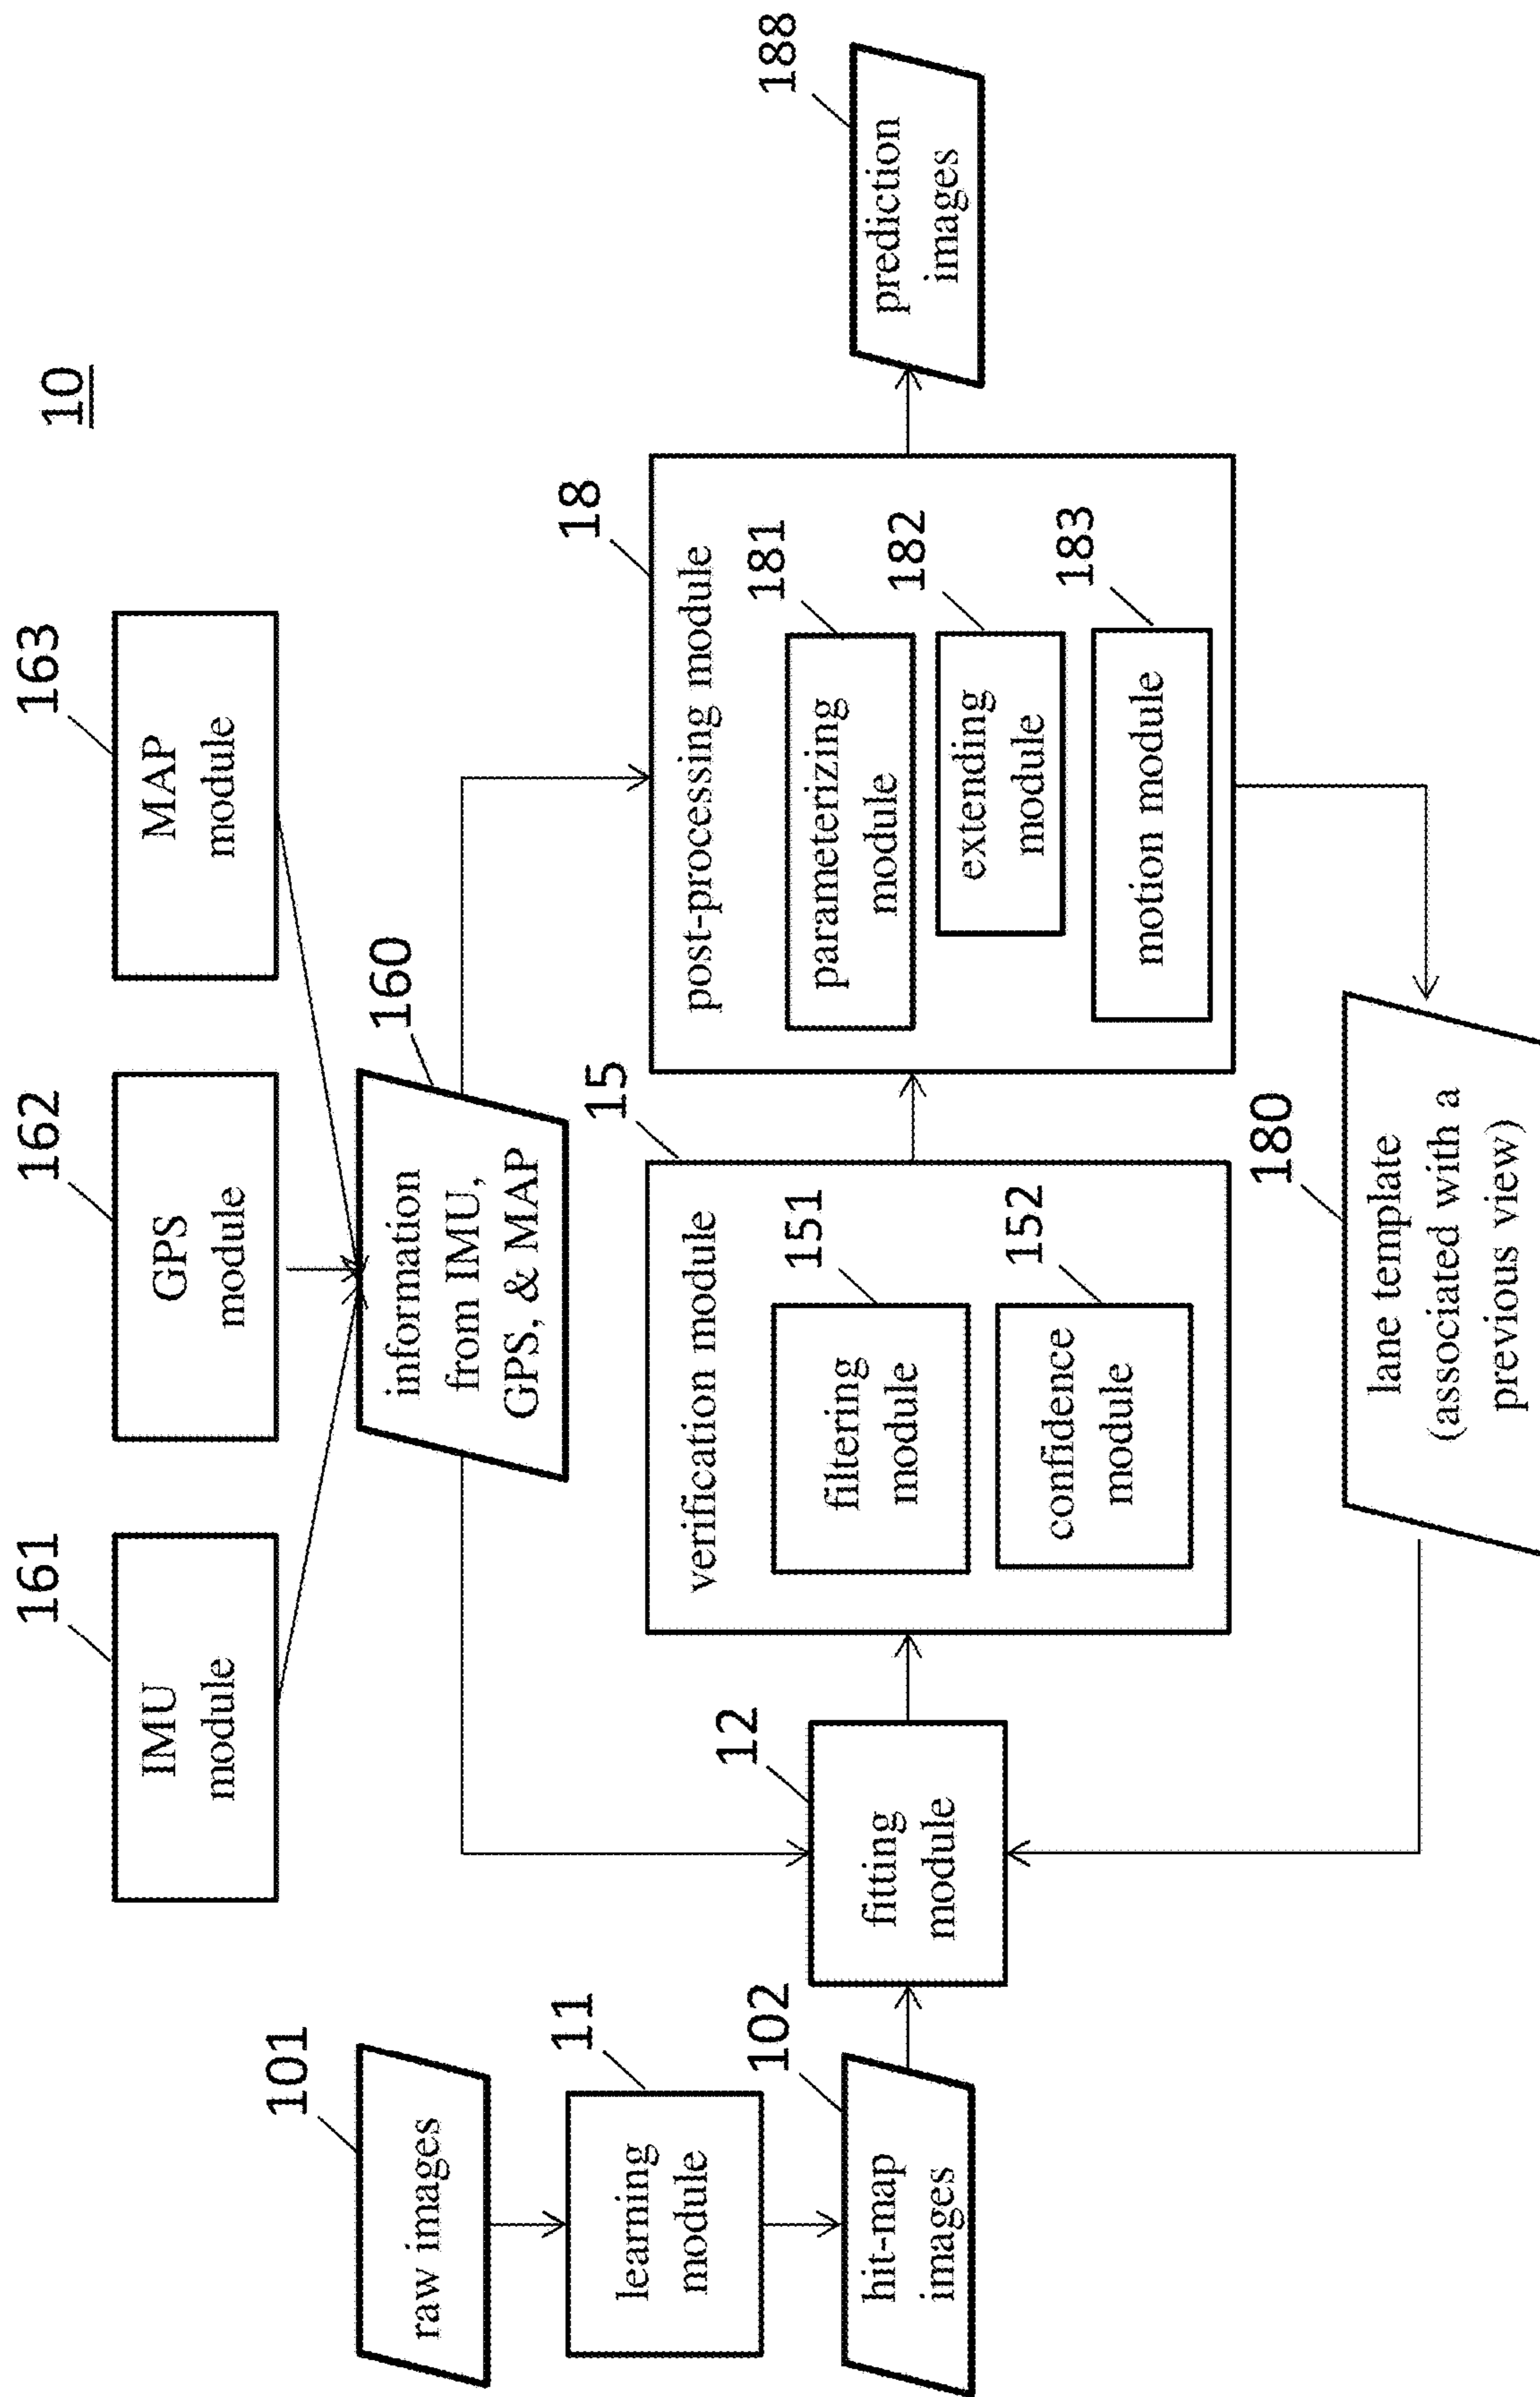 10
161
IMU
module
162
GPS
module
163
MAP
module
101
raw images
160
information
from IMU,
GPS, & MAP
11
learning
module
102
hit-map
images
12
fitting
module
15
verification module
151
filtering
module
152
confidence
module
18
post-processing module
181
parameterizing
module
182
extending
module
183
motion module
188
prediction
images
180
lane template
(associated with a
previous view)